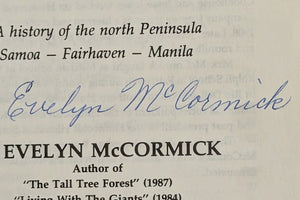 A history of the north Peninsula
Samoa – Fairhaven – Manila
Evelyn McCormick
EVELYN McCORMICK
Author of
"The Tall Tree Forest" (1987)
"Living With The Giants" (1984)